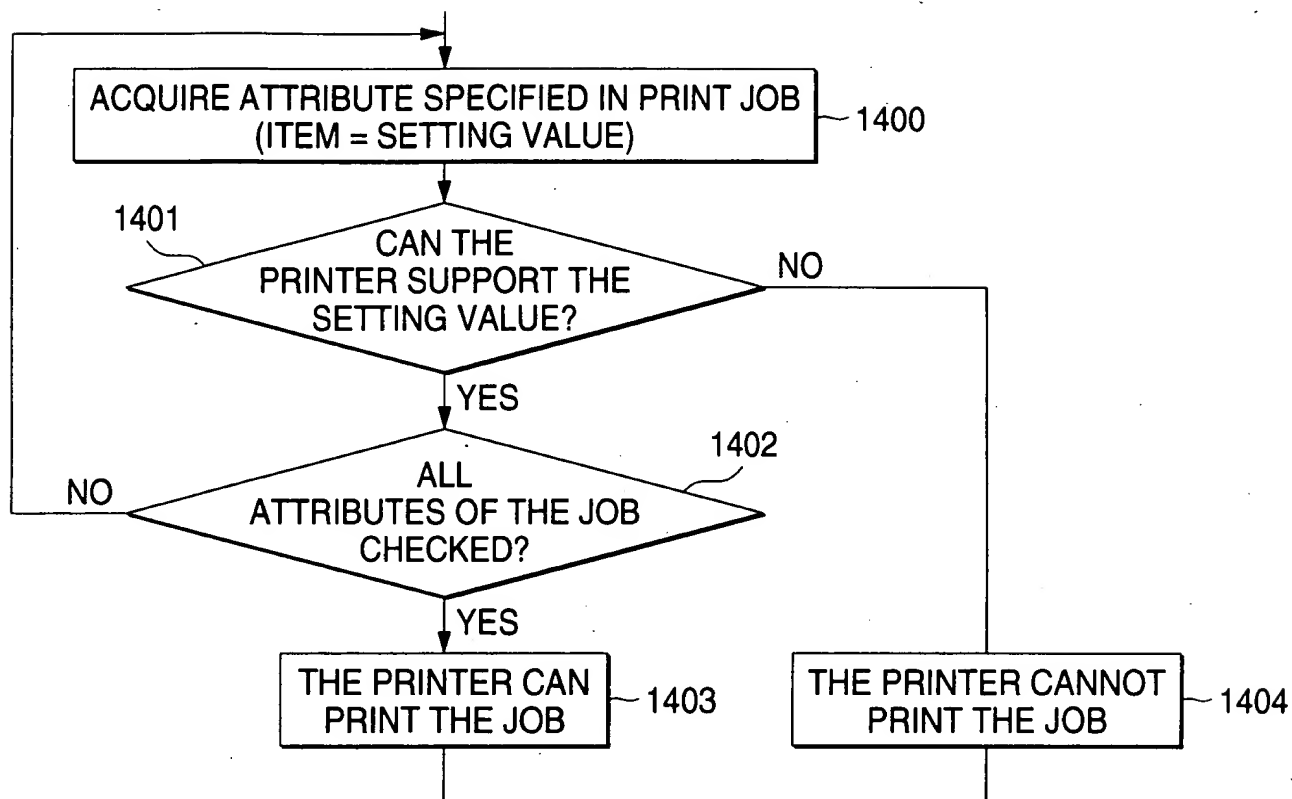 ACQUIRE ATTRIBUTE SPECIFIED IN PRINT JOB
(ITEM = SETTING VALUE)
1400
1401
CAN THE
PRINTER SUPPORT THE
SETTING VALUE?
NO
YES
1402
ALL
ATTRIBUTES OF THE JOB
CHECKED?
NO
YES
THE PRINTER CAN
PRINT THE JOB
1403
THE PRINTER CANNOT
PRINT THE JOB
1404